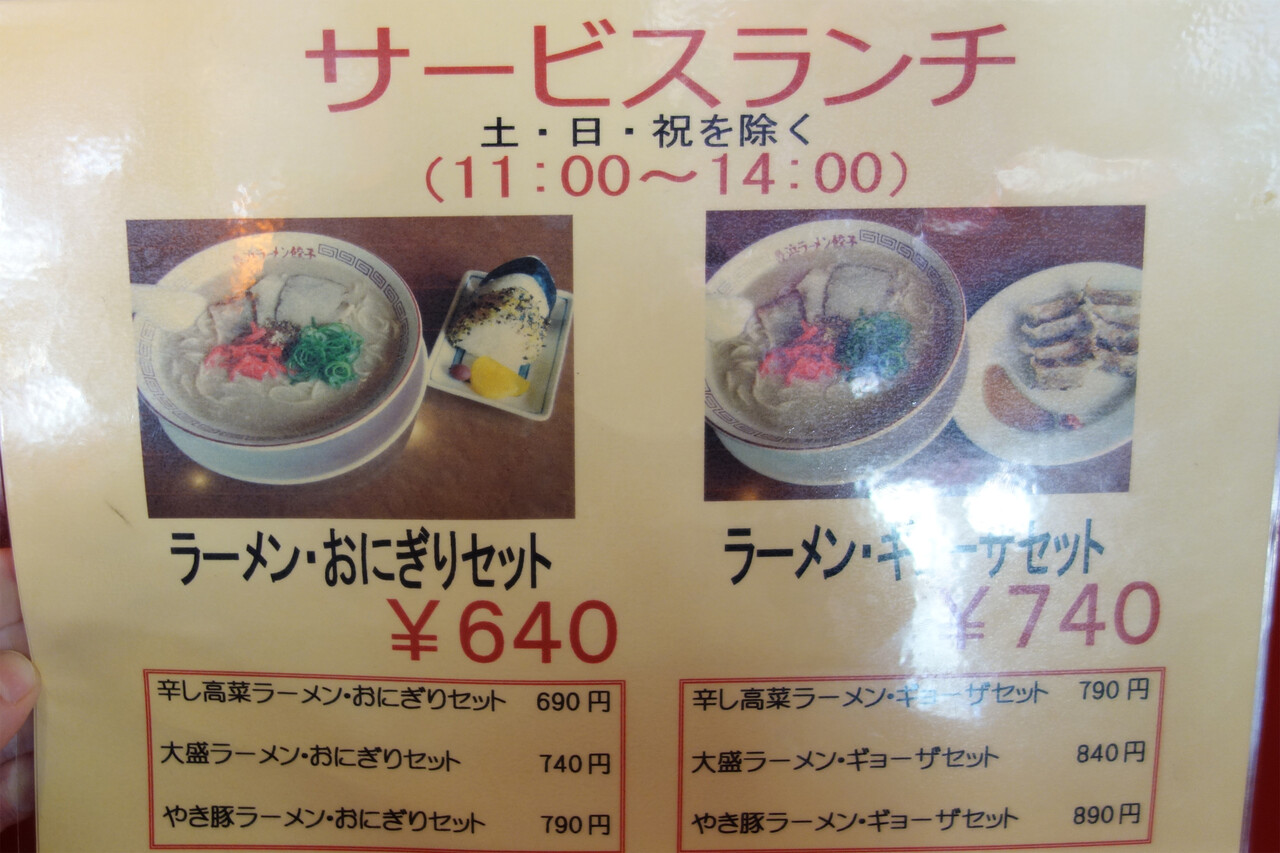 サービスランチ
土・日・祝を除く
(11:00～14:00)
ラーメン・おにぎりセット
￥640
辛し高菜ラーメン・おにぎりセット 690円
大盛ラーメン・おにぎりセット 740円
やき豚ラーメン・おにぎりセット 790円
ラーメン・ギョーザセット
￥740
辛し高菜ラーメン・ギョーザセット 790円
大盛ラーメン・ギョーザセット 840円
やき豚ラーメン・ギョーザセット 890円